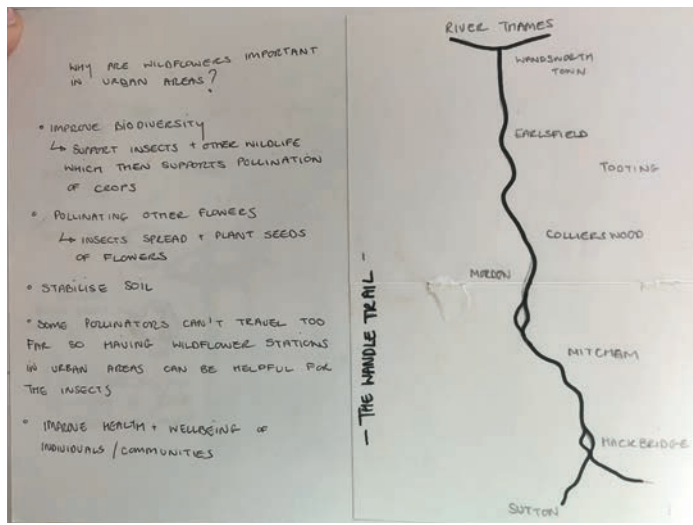 WHY ARE WILDFLOWERS IMPORTANT
IN URBAN AREAS?
• IMPROVE BIODIVERSITY
↳ SUPPORT INSECTS + OTHER WILDLIFE
WHICH THEN SUPPORTS POLLINATION
OF CROPS
• POLLINATING OTHER FLOWERS
↳ INSECTS SPREAD + PLANT SEEDS
OF FLOWERS
• STABILISE SOIL
• SOME POLLINATORS CAN'T TRAVEL TOO
FAR SO HAVING WILDFLOWER STATIONS
IN URBAN AREAS CAN BE HELPFUL FOR
THE INSECTS
• IMPROVE HEALTH + WELLBEING OF
INDIVIDUALS / COMMUNITIES
- THE WANDLE TRAIL -
RIVER THAMES
WANDSWORTH
TOWN
EARLSFIELD
TOOTING
COLLIERSWOOD
MORDEN
MITCHAM
HACKBRIDGE
SUTTON